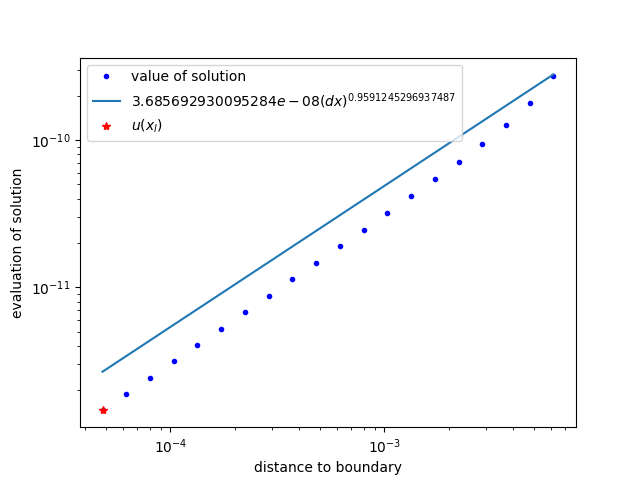 value of solution
3.685692930095284e − 08(dx)^0.9591245296937487
u(x_l)
10^−10
10^−11
10^−4
10^−3
evaluation of solution
distance to boundary